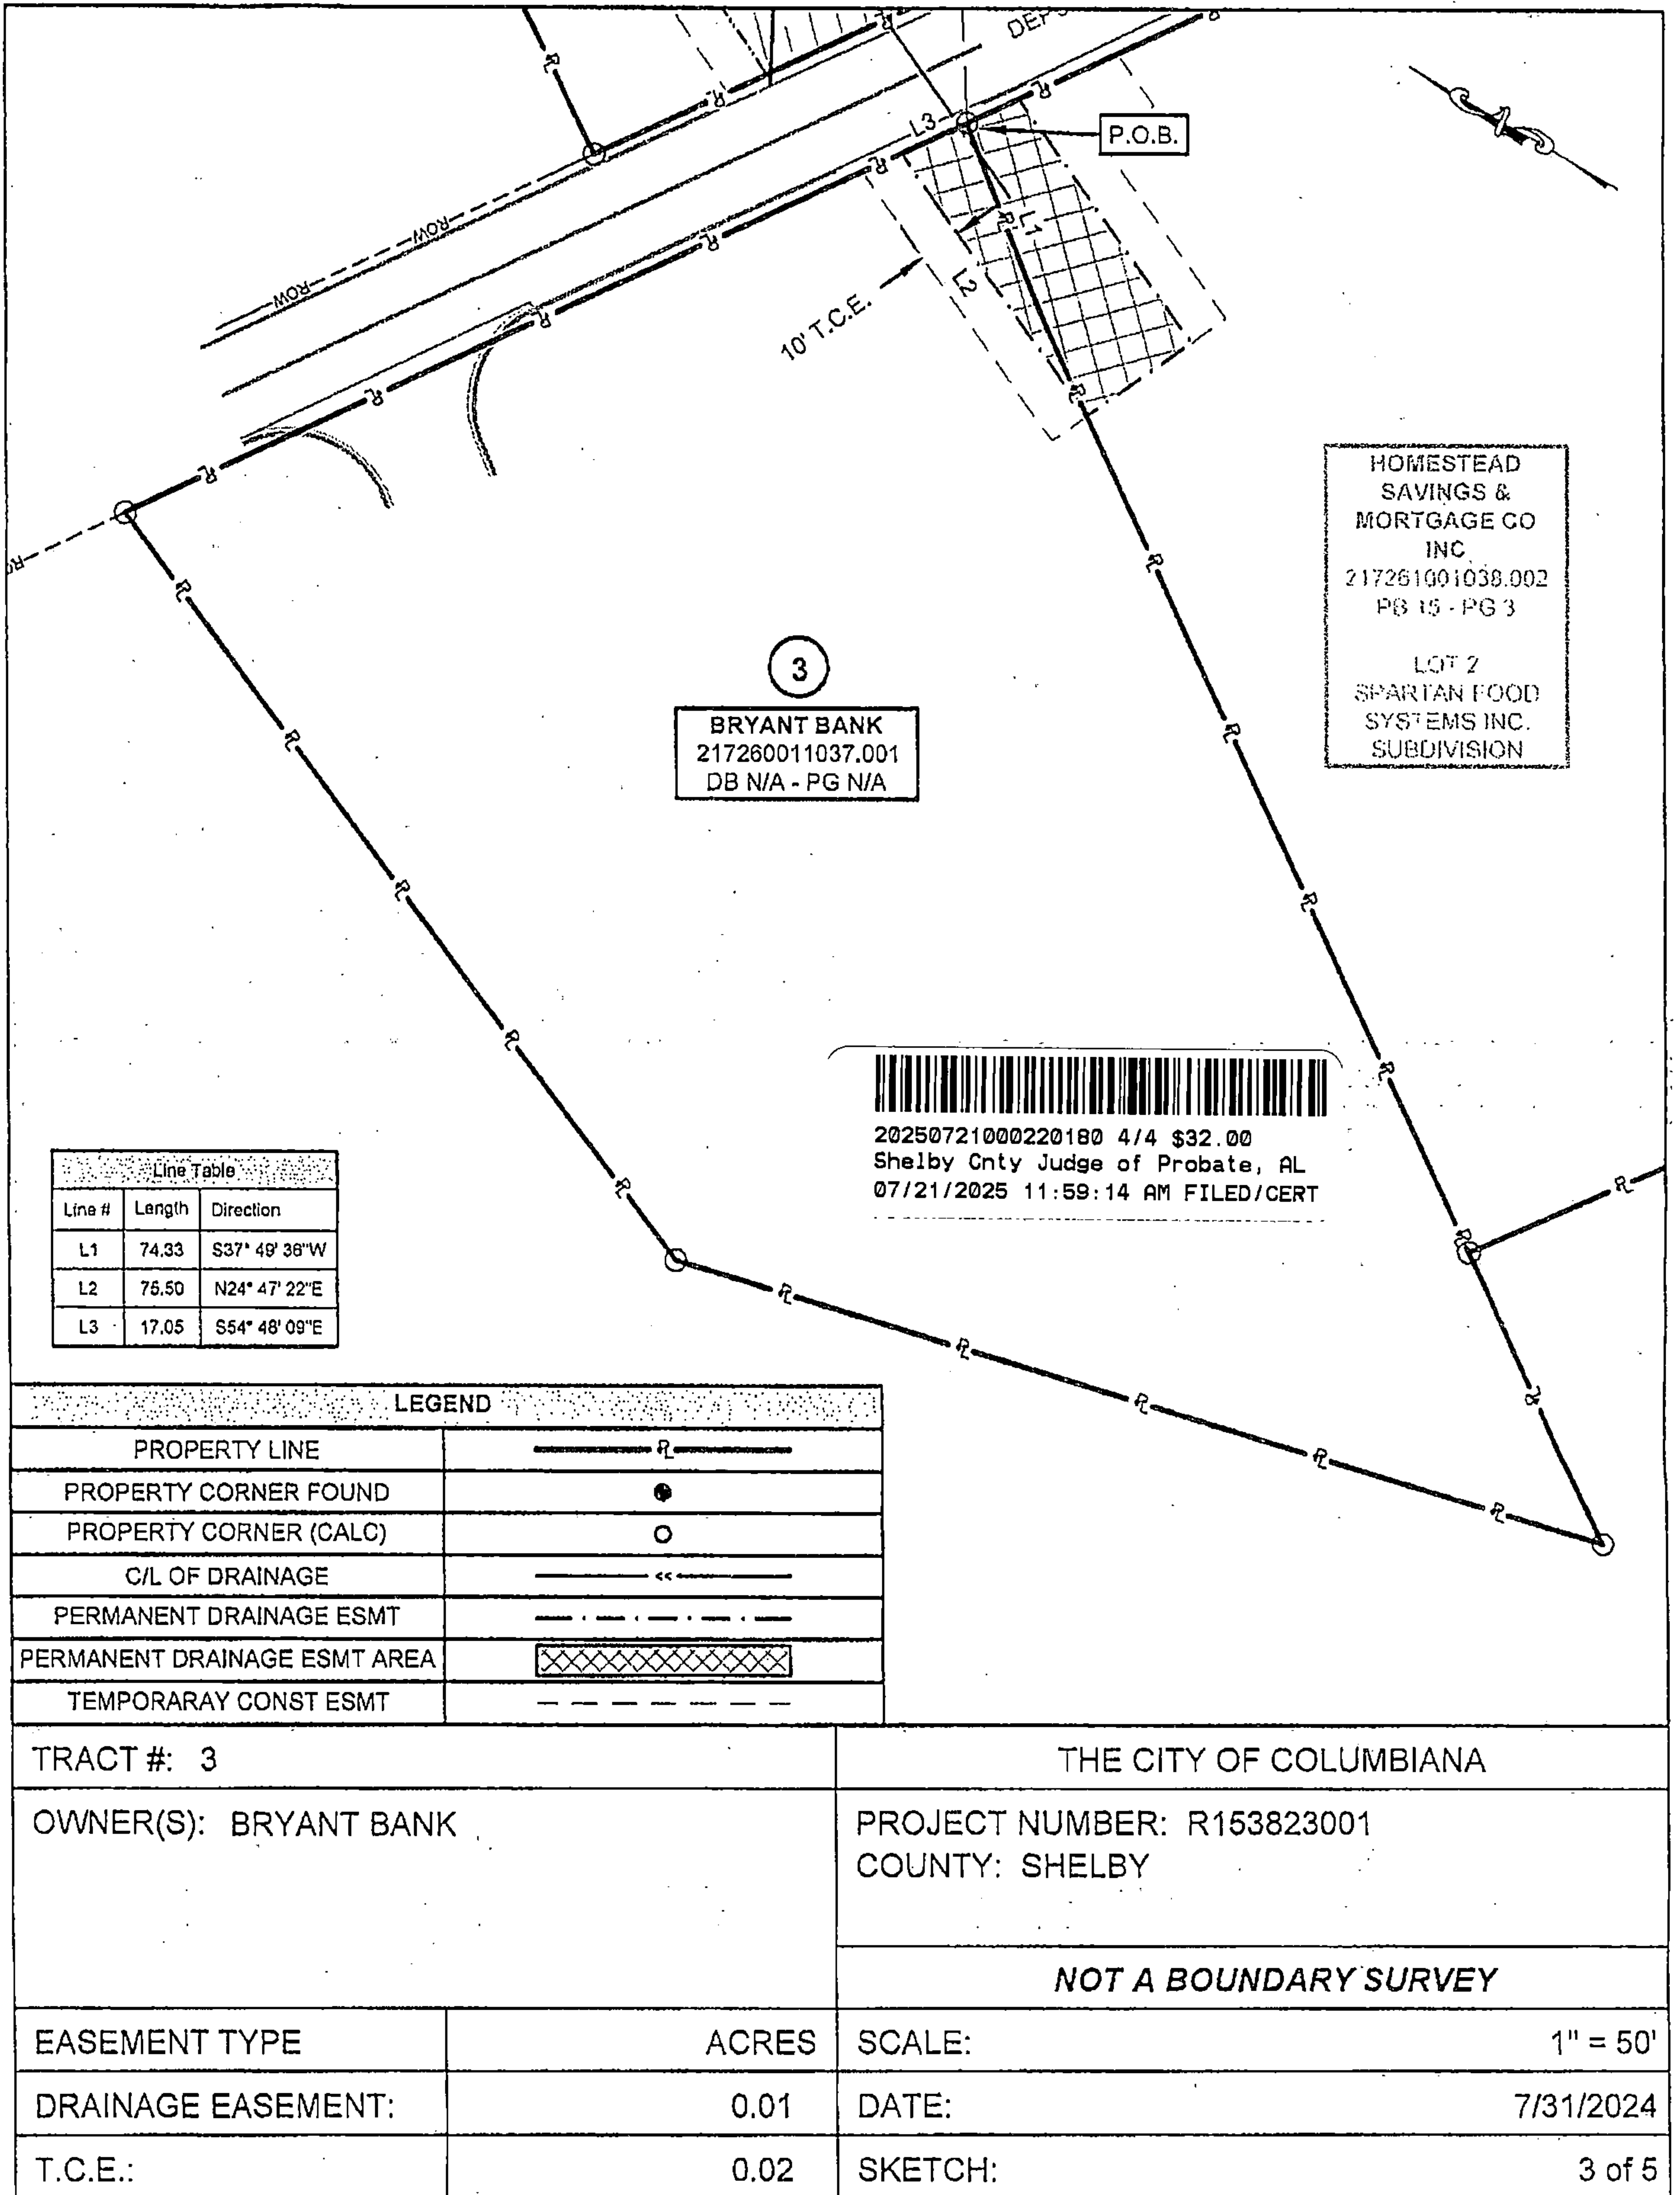 ROW
ROW
L3
P.O.B.
L1
L2
10' T.C.E.
HOMESTEAD
SAVINGS &
MORTGAGE CO
INC
217261001038.002
PB 15 - PG 3
LOT 2
SPARTAN FOOD
SYSTEMS INC.
SUBDIVISION
3
BRYANT BANK
217260011037.001
DB N/A - PG N/A
20250721000220180 4/4 $32.00
Shelby Cnty Judge of Probate, AL
07/21/2025 11:59:14 AM FILED/CERT
Line Table
Line # Length Direction
L1 74.33 S37° 49' 36"W
L2 75.50 N24° 47' 22"E
L3 17.05 S54° 48' 09"E
LEGEND
PROPERTY LINE
PROPERTY CORNER FOUND
PROPERTY CORNER (CALC)
C/L OF DRAINAGE
PERMANENT DRAINAGE ESMT
PERMANENT DRAINAGE ESMT AREA
TEMPORARAY CONST ESMT
TRACT #: 3
THE CITY OF COLUMBIANA
OWNER(S): BRYANT BANK
PROJECT NUMBER: R153823001
COUNTY: SHELBY
NOT A BOUNDARY SURVEY
EASEMENT TYPE ACRES
SCALE: 1" = 50'
DRAINAGE EASEMENT: 0.01
DATE: 7/31/2024
T.C.E.: 0.02
SKETCH: 3 of 5